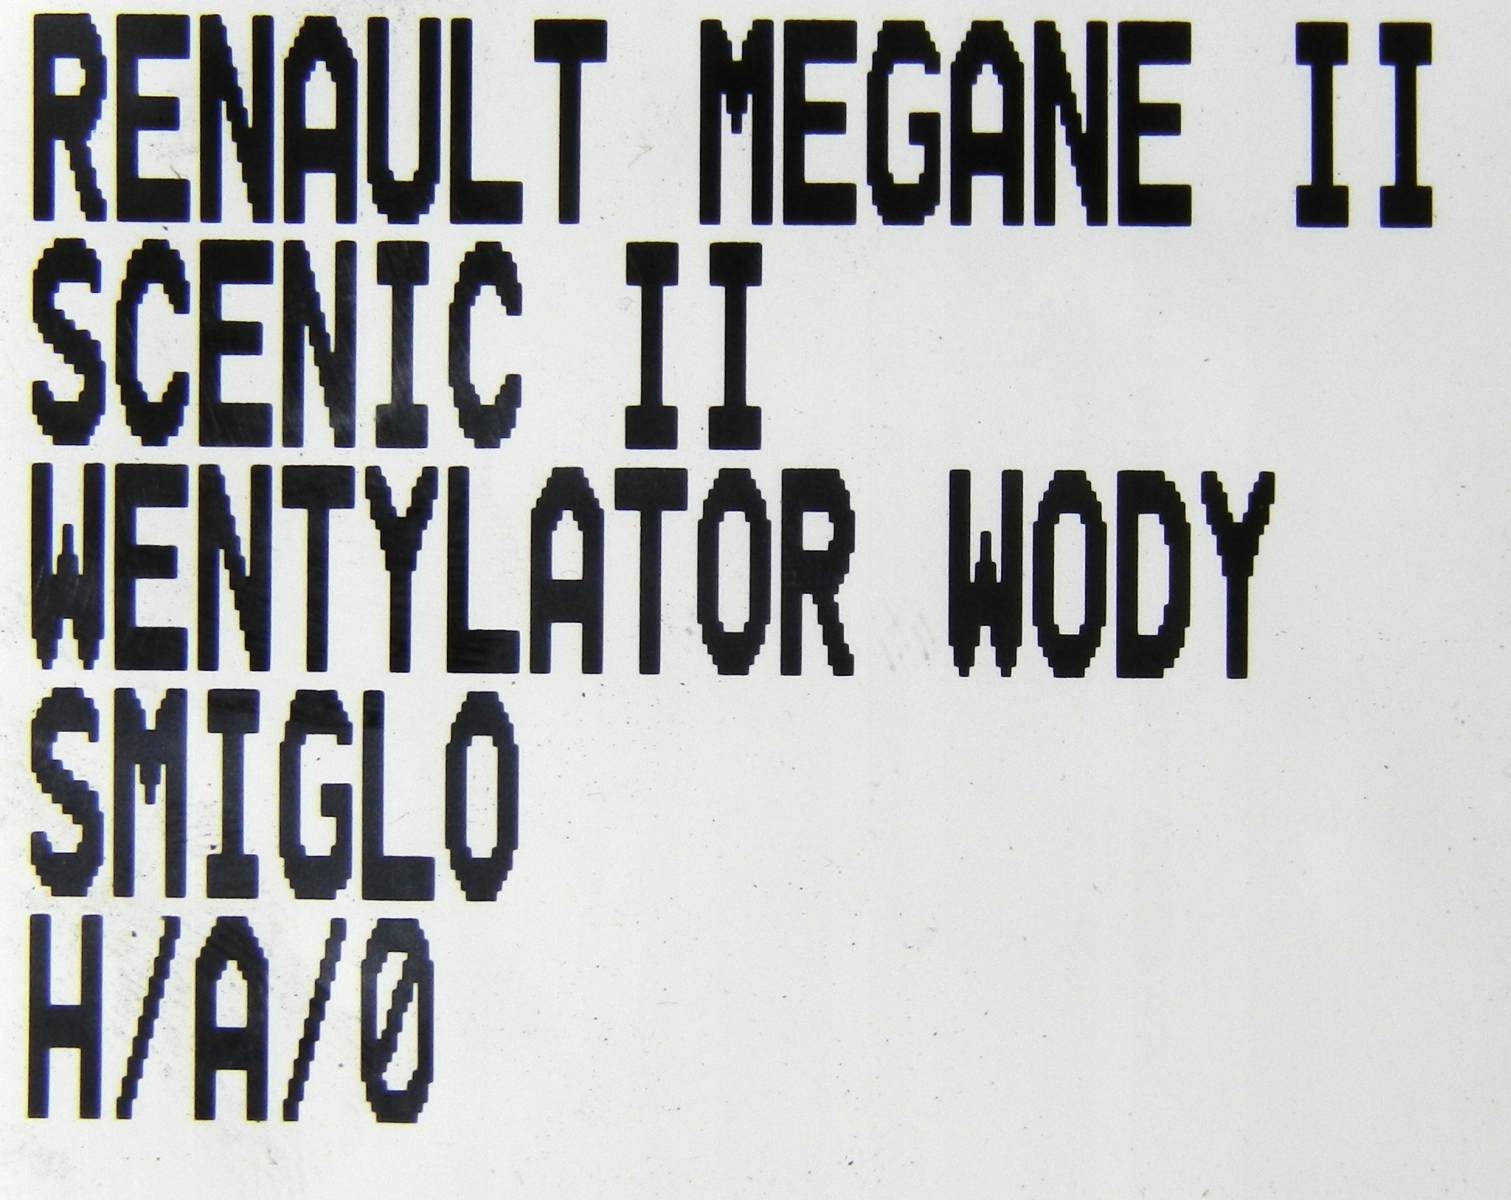 RENAULT MEGANE II
SCENIC II
WENTYLATOR WODY
SMIGLO
H/A/0